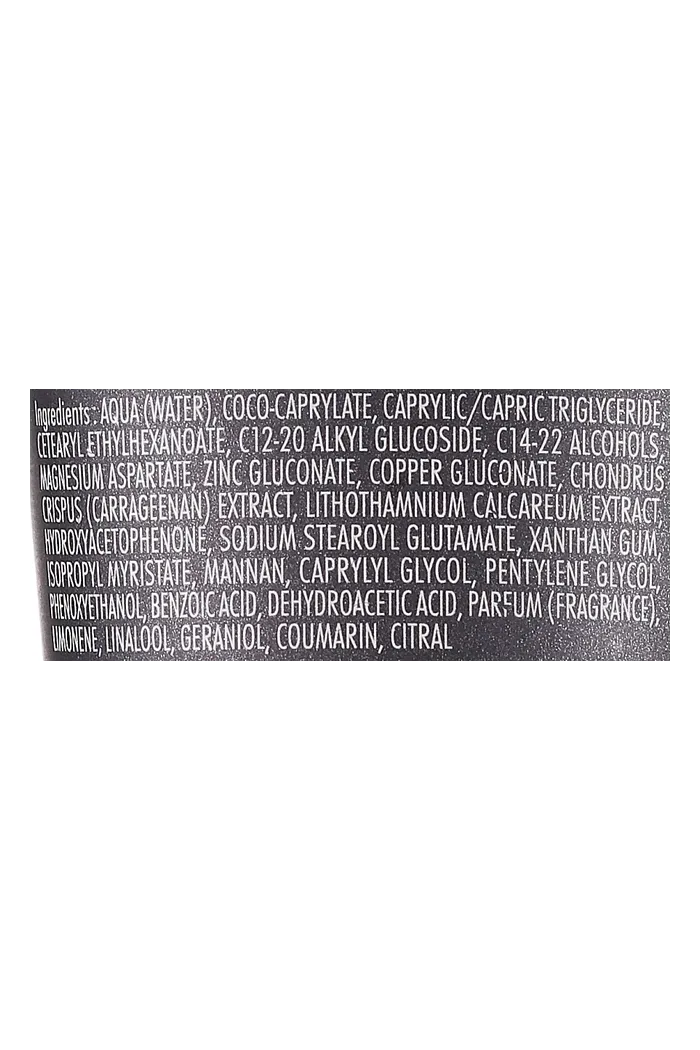 Ingredients: AQUA (WATER), COCO-CAPRYLATE, CAPRYLIC/CAPRIC TRIGLYCERIDE,
CETEARYL ETHYLHEXANOATE, C12-20 ALKYL GLUCOSIDE, C14-22 ALCOHOLS,
MAGNESIUM ASPARTATE, ZINC GLUCONATE, COPPER GLUCONATE, CHONDRUS
CRISPUS (CARRAGEENAN) EXTRACT, LITHOTHAMNIUM CALCAREUM EXTRACT,
HYDROXYACETOPHENONE, SODIUM STEAROYL GLUTAMATE, XANTHAN GUM,
ISOPROPYL MYRISTATE, MANNAN, CAPRYLYL GLYCOL, PENTYLENE GLYCOL,
PHENOXYETHANOL, BENZOIC ACID, DEHYDROACETIC ACID, PARFUM (FRAGRANCE),
LIMONENE, LINALOOL, GERANIOL, COUMARIN, CITRAL